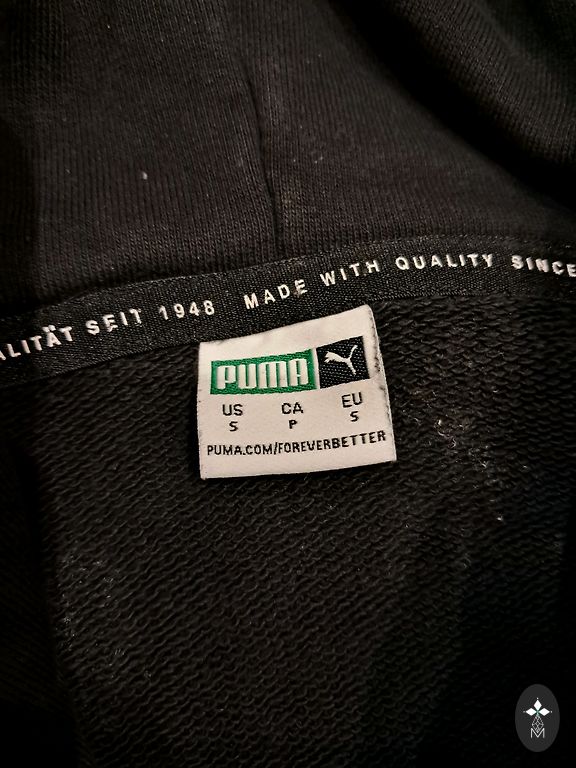 ALITÄT SEIT 1948 MADE WITH QUALITY SINCE
PUMA
US CA EU
S P S
PUMA.COM/FOREVERBETTER